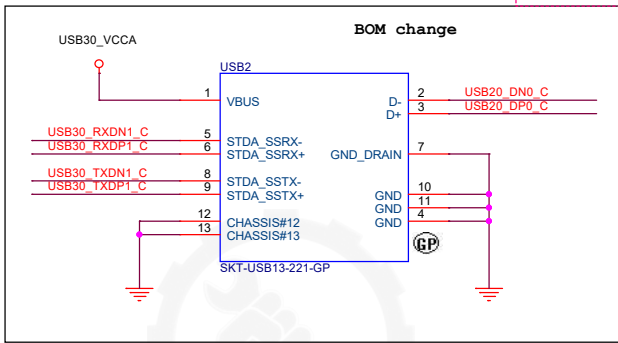 BOM change
USB30_VCCA
USB2
1 VBUS
D- 2 USB20_DN0_C
D+ 3 USB20_DP0_C
USB30_RXDN1_C 5 STDA_SSRX-
USB30_RXDP1_C 6 STDA_SSRX+
GND_DRAIN 7
USB30_TXDN1_C 8 STDA_SSTX-
USB30_TXDP1_C 9 STDA_SSTX+
GND 10
GND 11
GND 4
12 CHASSIS#12
13 CHASSIS#13
GP
SKT-USB13-221-GP